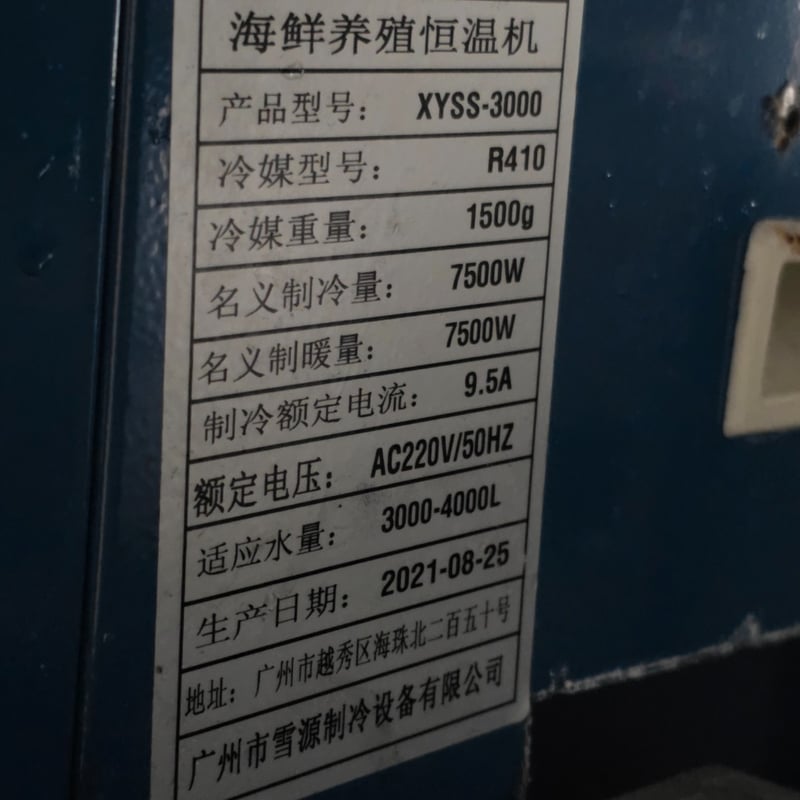 海鲜养殖恒温机
产品型号： XYSS-3000
冷媒型号： R410
冷媒重量： 1500g
名义制冷量： 7500W
名义制暖量： 7500W
制冷额定电流： 9.5A
额定电压： AC220V/50HZ
适应水量： 3000-4000L
生产日期： 2021-08-25
地址： 广州市越秀区海珠北二百五十号
广州市雪源制冷设备有限公司